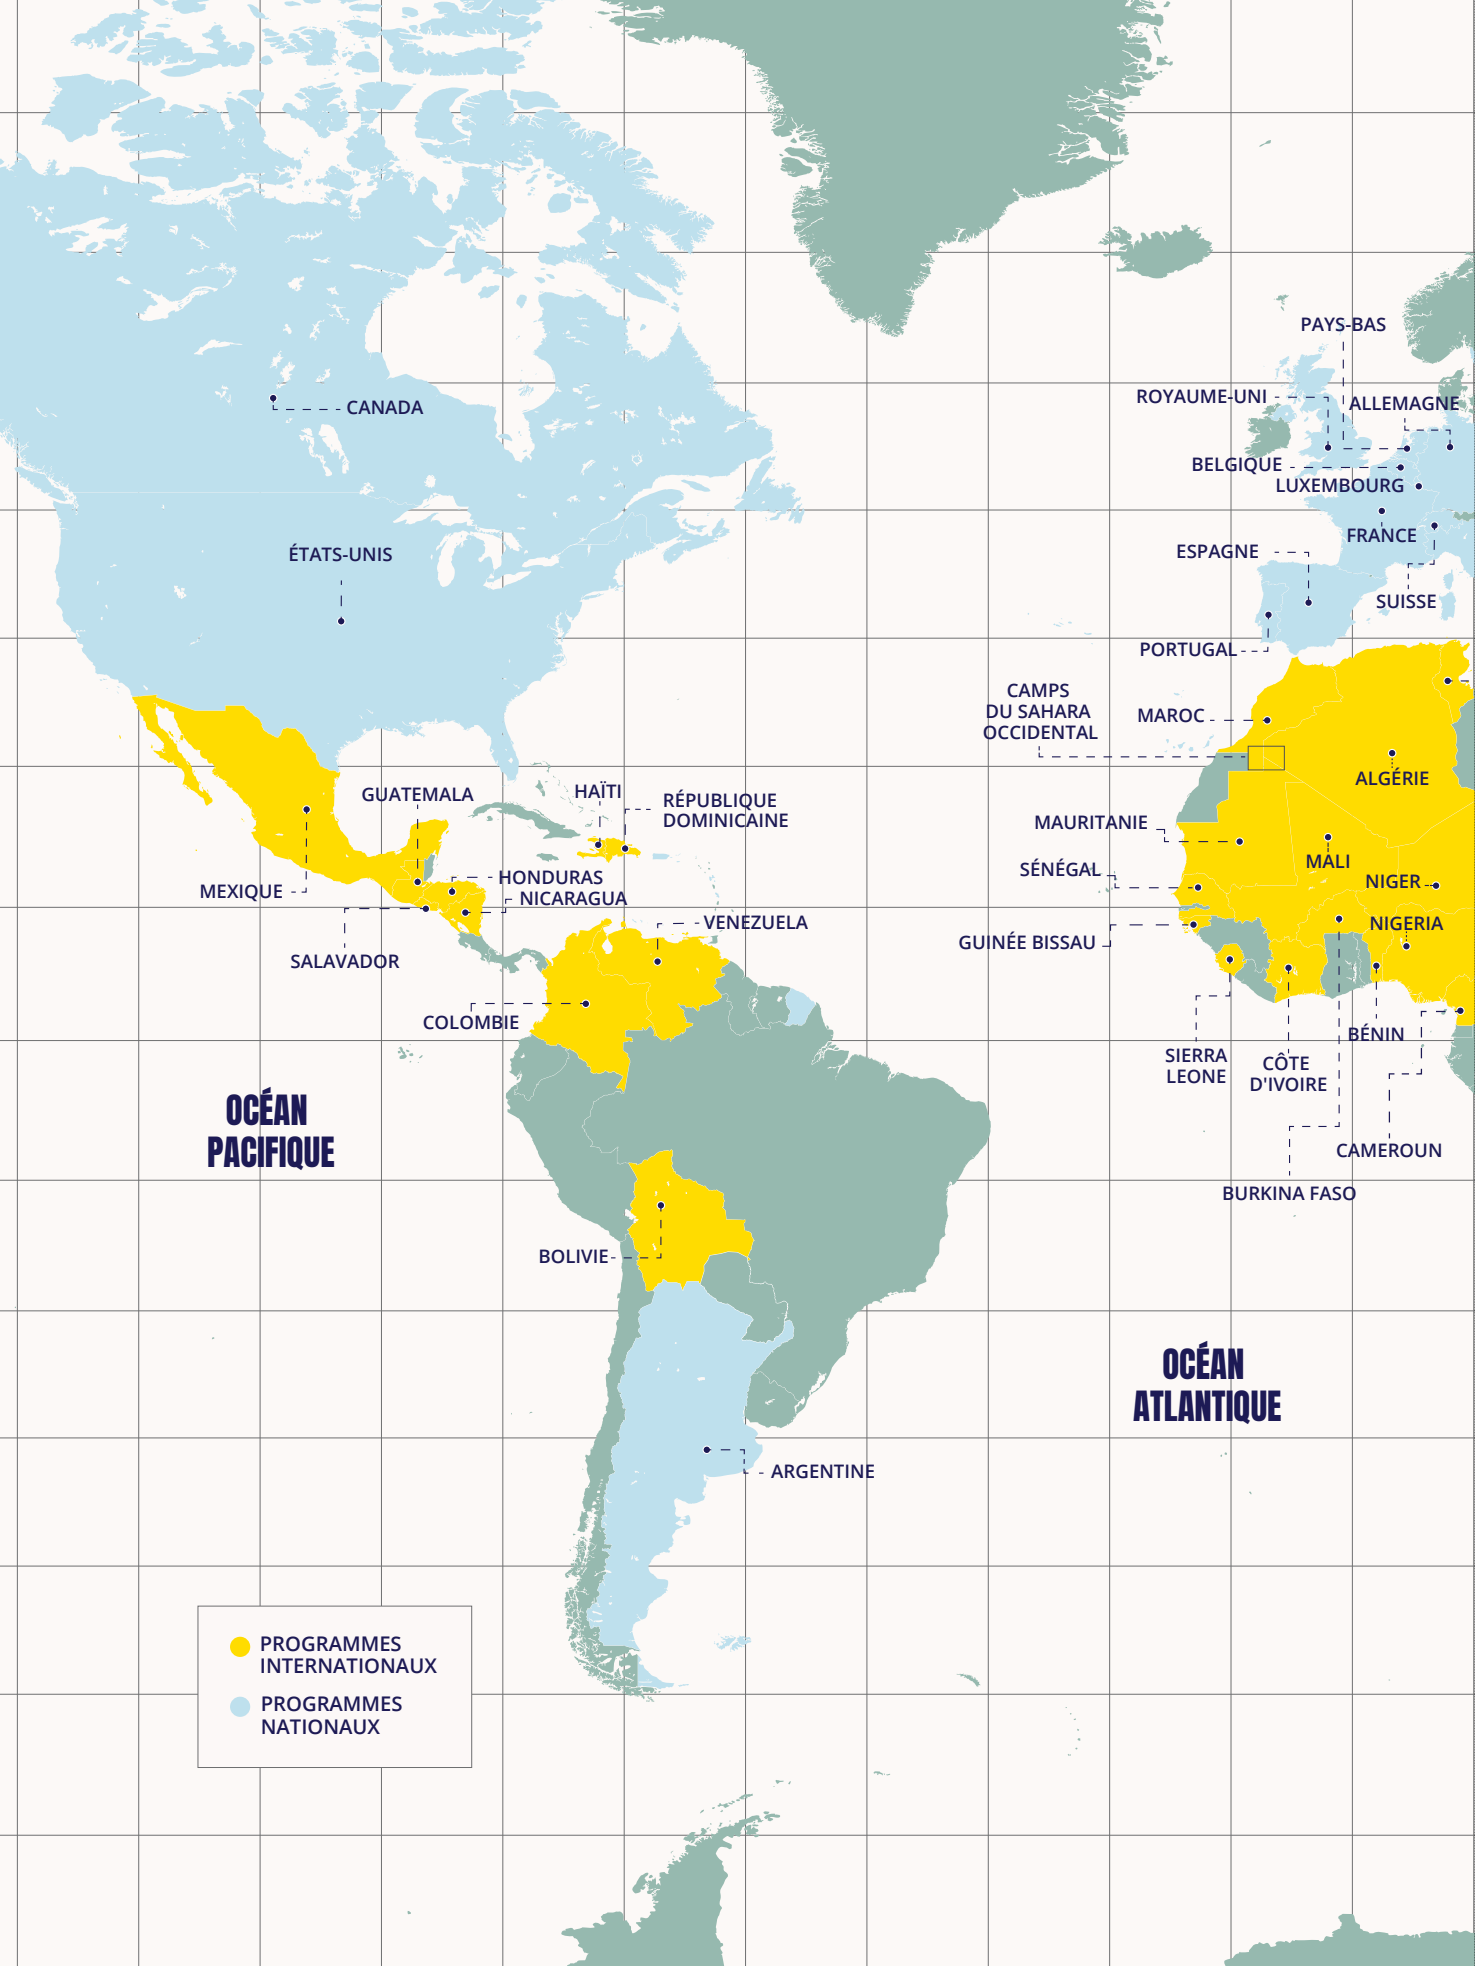 PAYS-BAS
ROYAUME-UNI
ALLEMAGNE
CANADA
BELGIQUE
LUXEMBOURG
FRANCE
ÉTATS-UNIS
ESPAGNE
SUISSE
PORTUGAL
CAMPS
DU SAHARA
OCCIDENTAL
MAROC
ALGÉRIE
GUATEMALA
HAÏTI
RÉPUBLIQUE
DOMINICAINE
MAURITANIE
MALI
SÉNÉGAL
NIGER
MEXIQUE
HONDURAS
NICARAGUA
VENEZUELA
NIGERIA
GUINÉE BISSAU
SALAVADOR
COLOMBIE
BÉNIN
SIERRA
LEONE
CÔTE
D'IVOIRE
OCÉAN
PACIFIQUE
CAMEROUN
BURKINA FASO
BOLIVIE
OCÉAN
ATLANTIQUE
ARGENTINE
PROGRAMMES
INTERNATIONAUX
PROGRAMMES
NATIONAUX